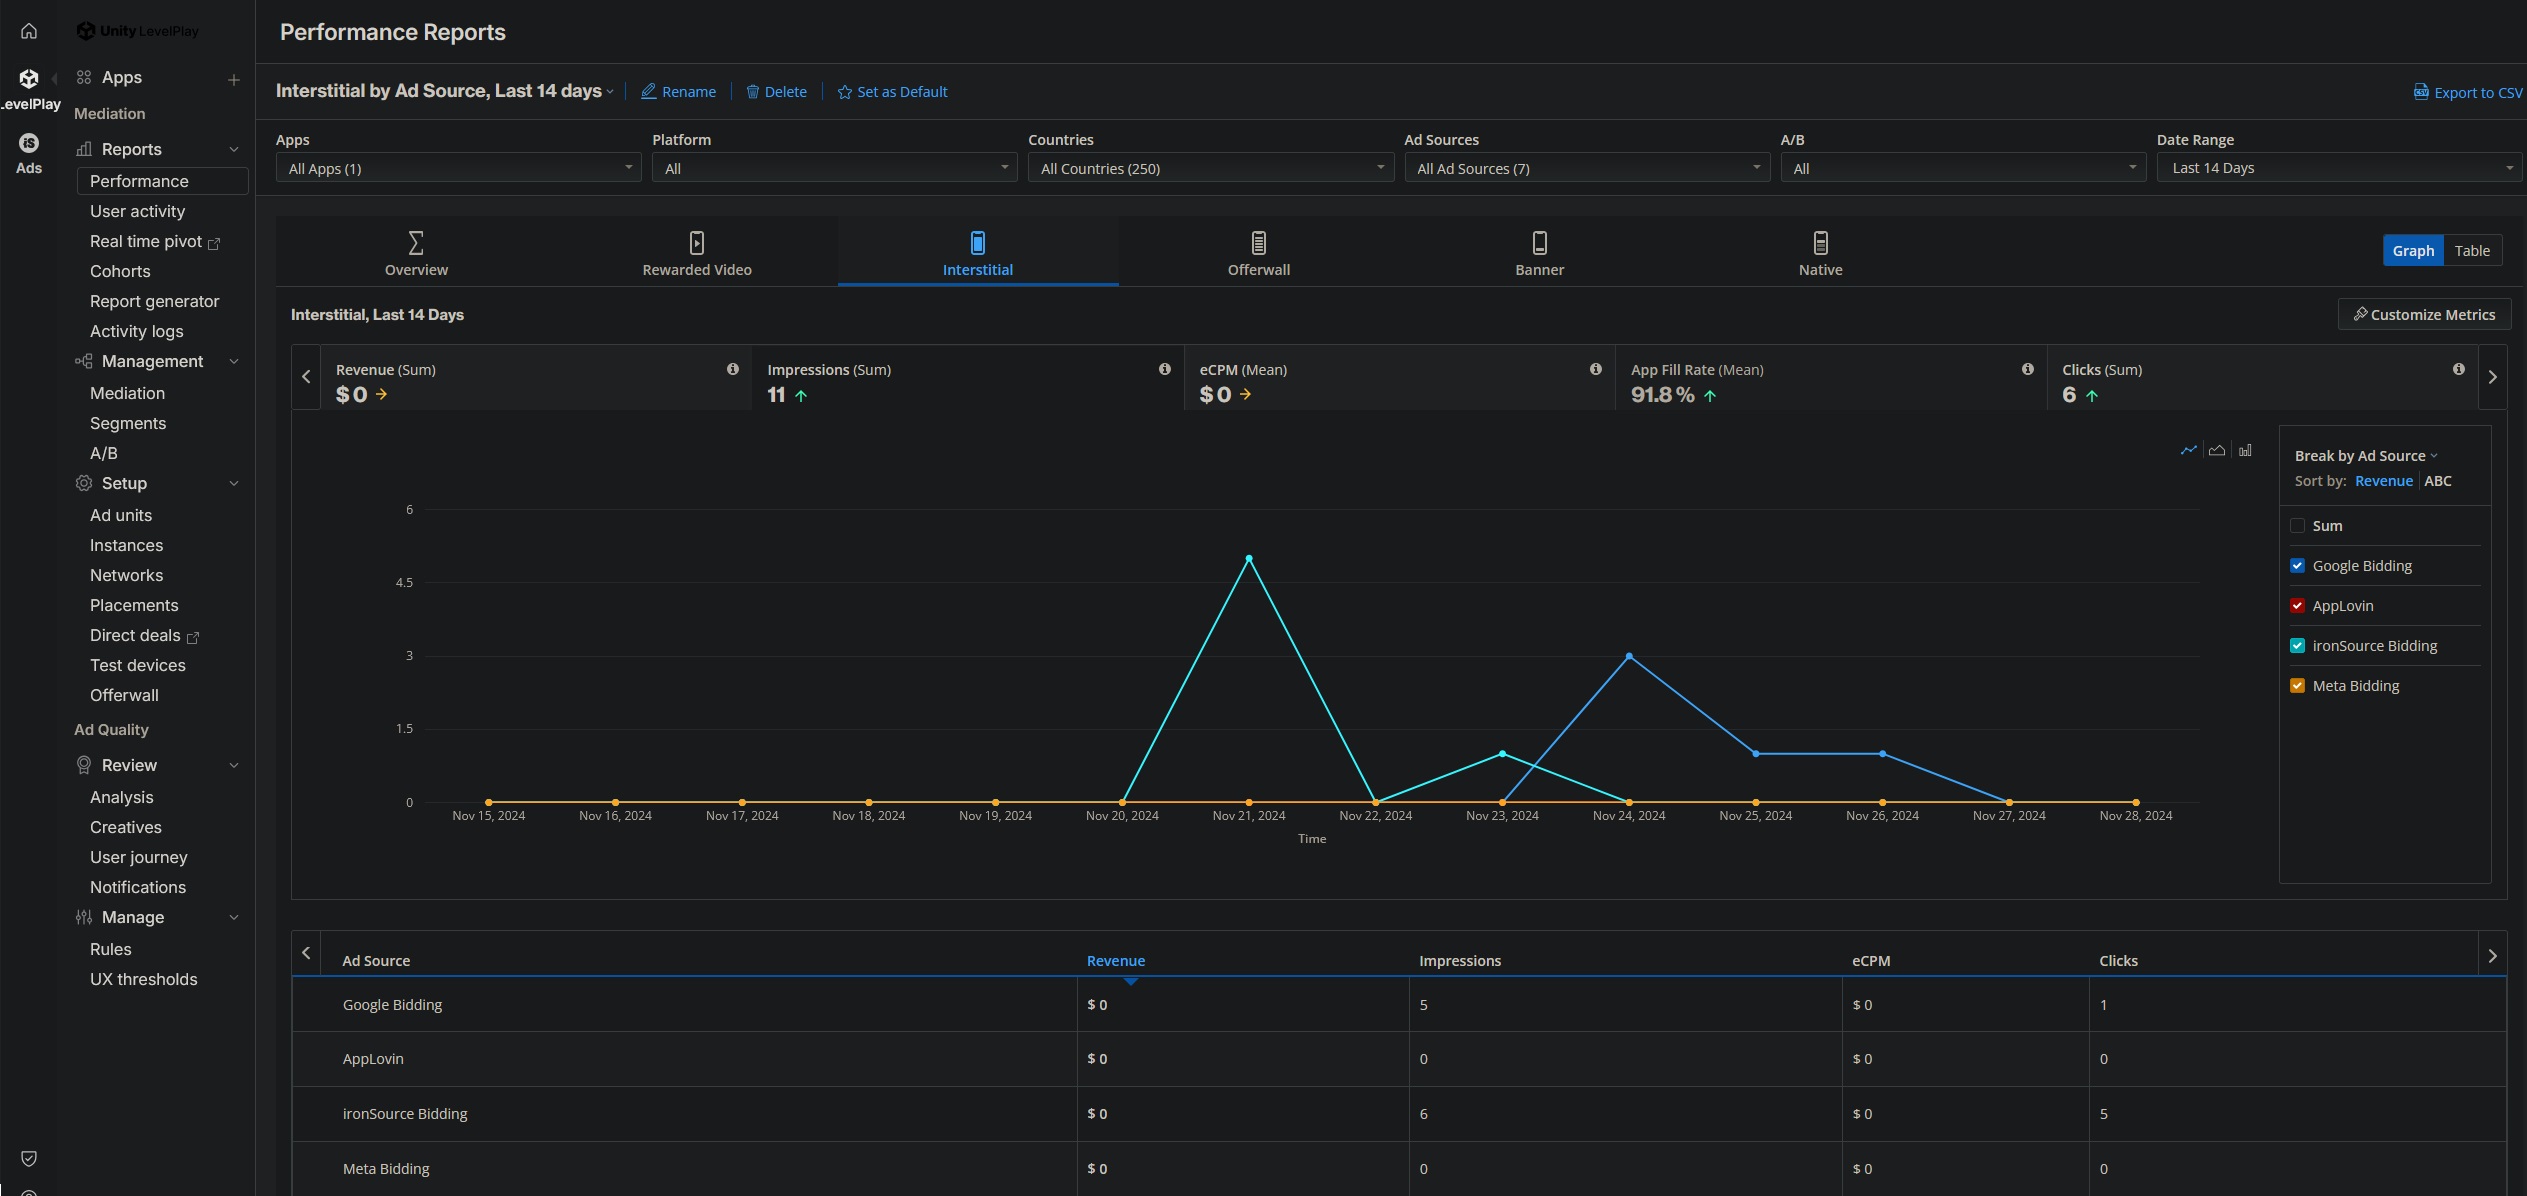 Unity LevelPlay
LevelPlay
Ads
Apps
Mediation
Reports
Performance
User activity
Real time pivot
Cohorts
Report generator
Activity logs
Management
Mediation
Segments
A/B
Setup
Ad units
Instances
Networks
Placements
Direct deals
Test devices
Offerwall
Ad Quality
Review
Analysis
Creatives
User journey
Notifications
Manage
Rules
UX thresholds
Performance Reports
Interstitial by Ad Source, Last 14 days Rename Delete Set as Default Export to CSV
Apps Platform Countries Ad Sources A/B Date Range
All Apps (1) All All Countries (250) All Ad Sources (7) All Last 14 Days
Overview Rewarded Video Interstitial Offerwall Banner Native Graph Table
Interstitial, Last 14 Days Customize Metrics
Revenue (Sum) Impressions (Sum) eCPM (Mean) App Fill Rate (Mean) Clicks (Sum)
$0 11 $0 91.8% 6
Break by Ad Source
Sort by: Revenue ABC
Sum
Google Bidding
AppLovin
ironSource Bidding
Meta Bidding
6
4.5
3
1.5
0
Nov 15, 2024 Nov 16, 2024 Nov 17, 2024 Nov 18, 2024 Nov 19, 2024 Nov 20, 2024 Nov 21, 2024 Nov 22, 2024 Nov 23, 2024 Nov 24, 2024 Nov 25, 2024 Nov 26, 2024 Nov 27, 2024 Nov 28, 2024
Time
Ad Source Revenue Impressions eCPM Clicks
Google Bidding $ 0 5 $ 0 1
AppLovin $ 0 0 $ 0 0
ironSource Bidding $ 0 6 $ 0 5
Meta Bidding $ 0 0 $ 0 0